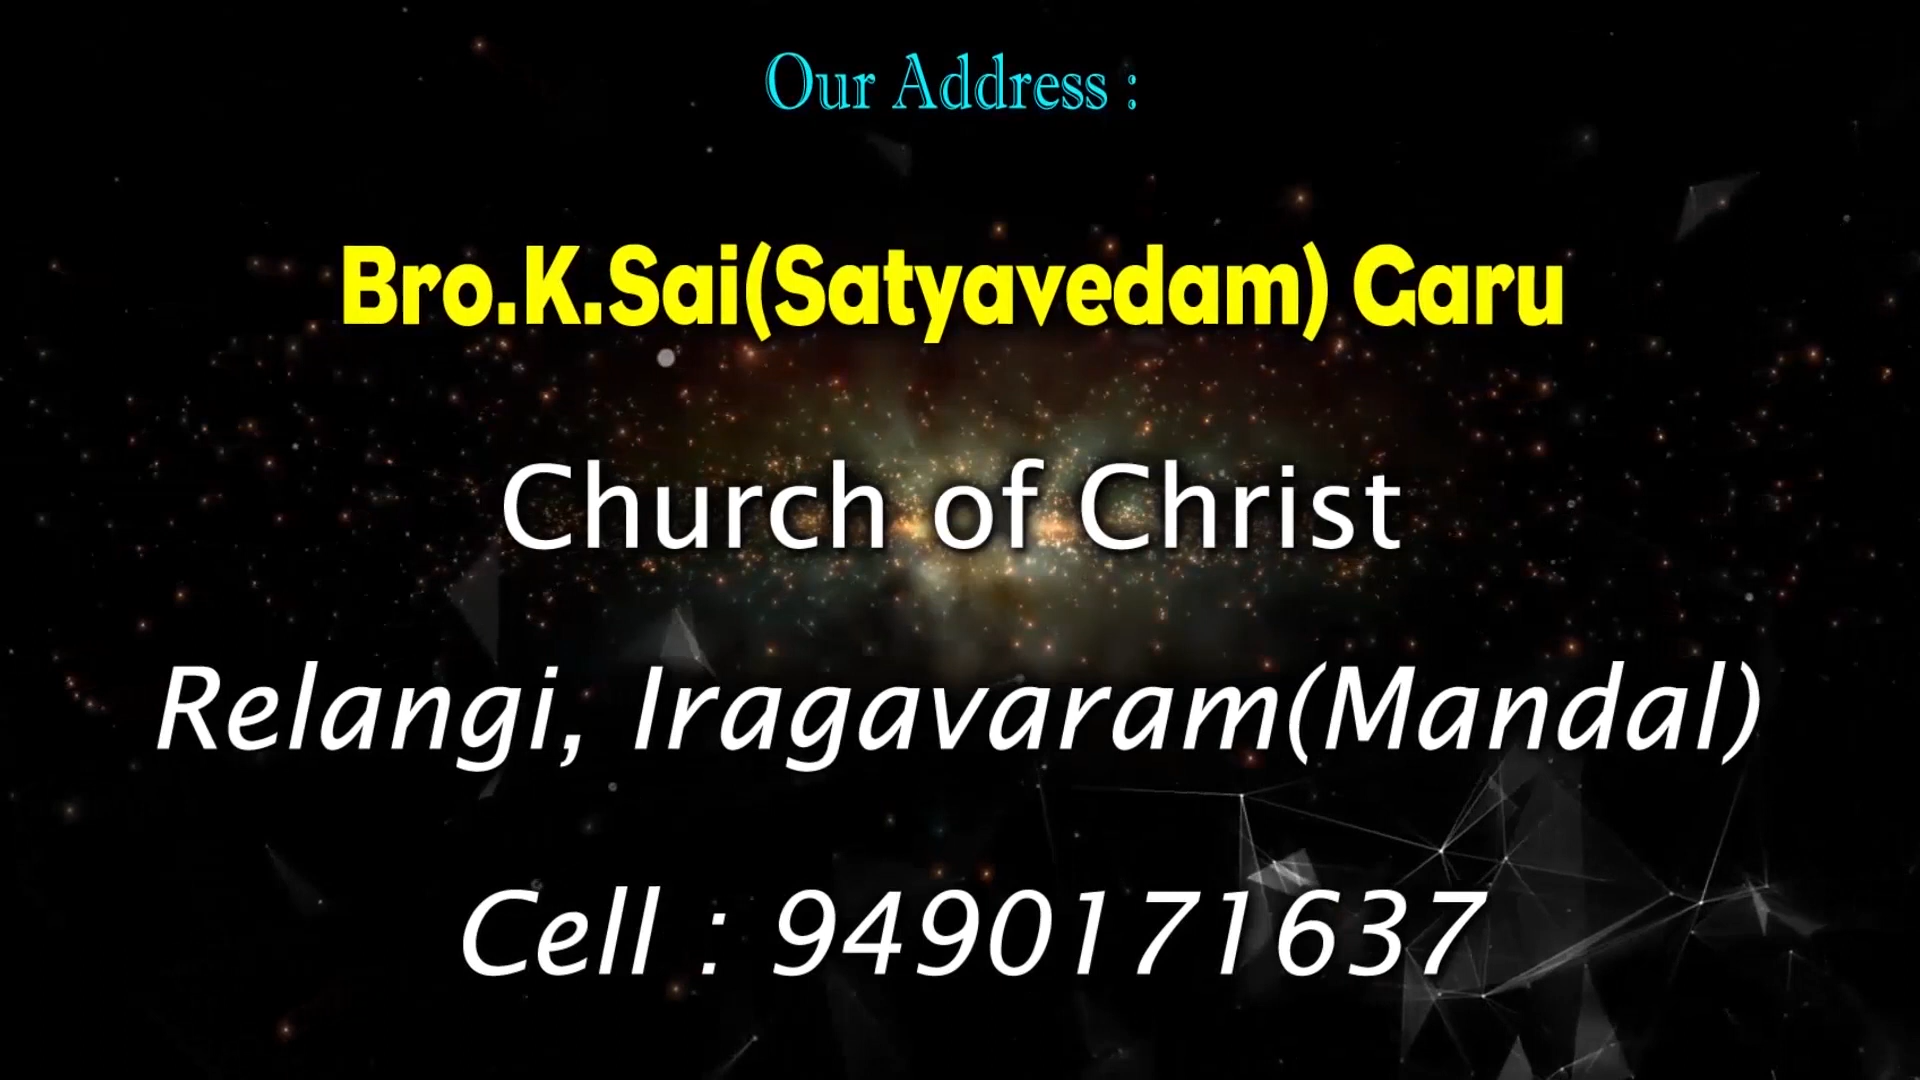 Our Address :
Bro.K.Sai(Satyavedam) Garu
Church of Christ
Relangi, Iragavaram(Mandal)
Cell : 9490171637